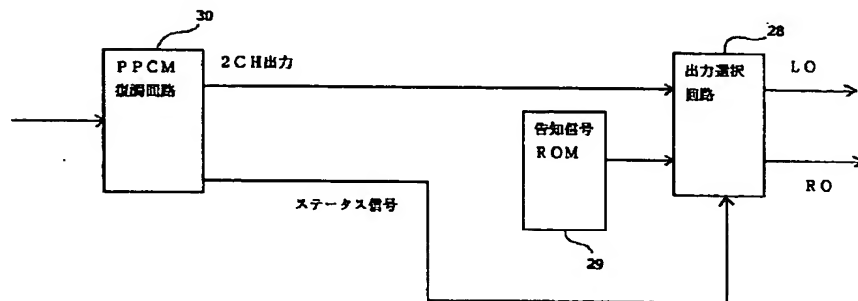 30
PPCM
復調回路
2CH出力
ステータス信号
告知信号
ROM
29
28
出力選択
回路
LO
RO